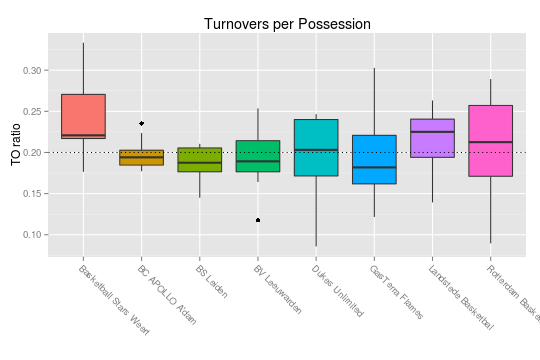 Turnovers per Possession
TO ratio
0.30
0.25
0.20
0.15
0.10
Basketball Stars Weert
BC APOLLO A'dam
BS Leiden
BV Leeuwarden
Dukes Unlimited
GasTerra Flames
Landstede Basketbal
Rotterdam Baske